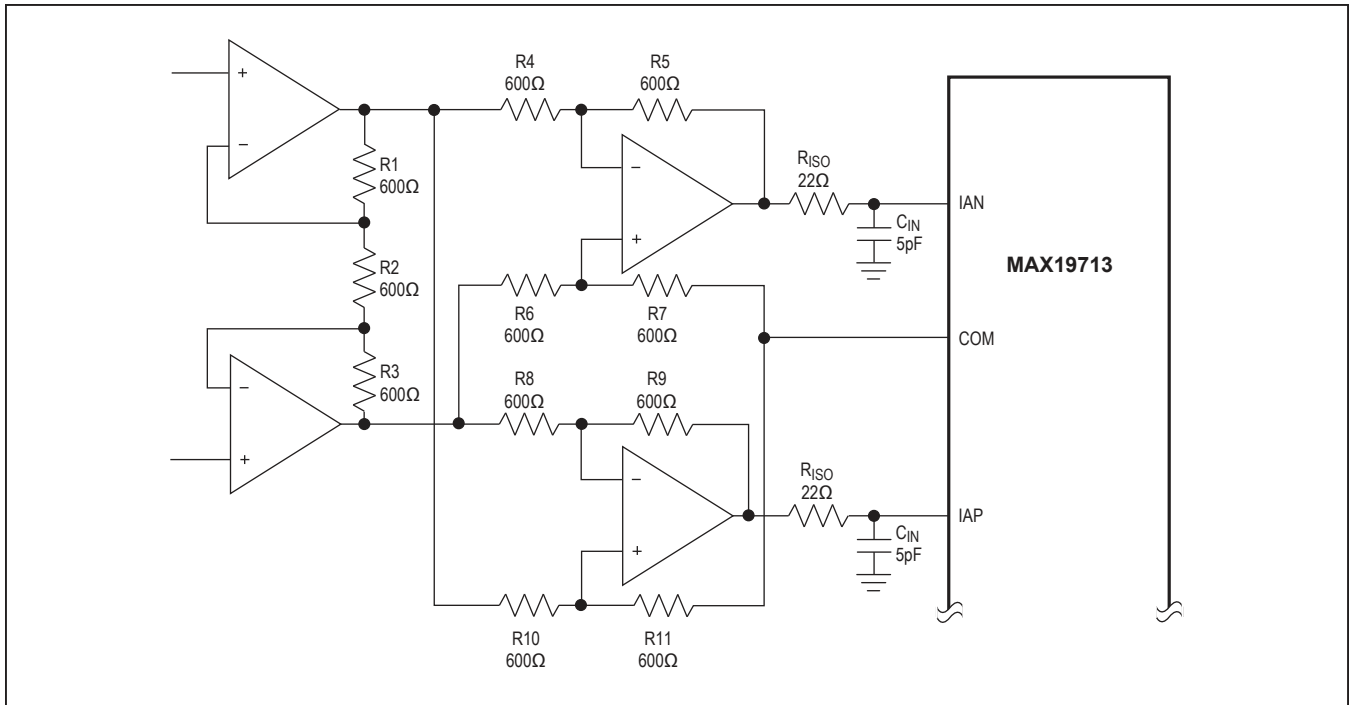 R4
600Ω
R5
600Ω
+
−
R1
600Ω
−
+
RISO
22Ω
IAN
CIN
5pF
R2
600Ω
MAX19713
R6
600Ω
R7
600Ω
COM
R3
600Ω
−
+
R8
600Ω
R9
600Ω
−
+
RISO
22Ω
IAP
CIN
5pF
R10
600Ω
R11
600Ω